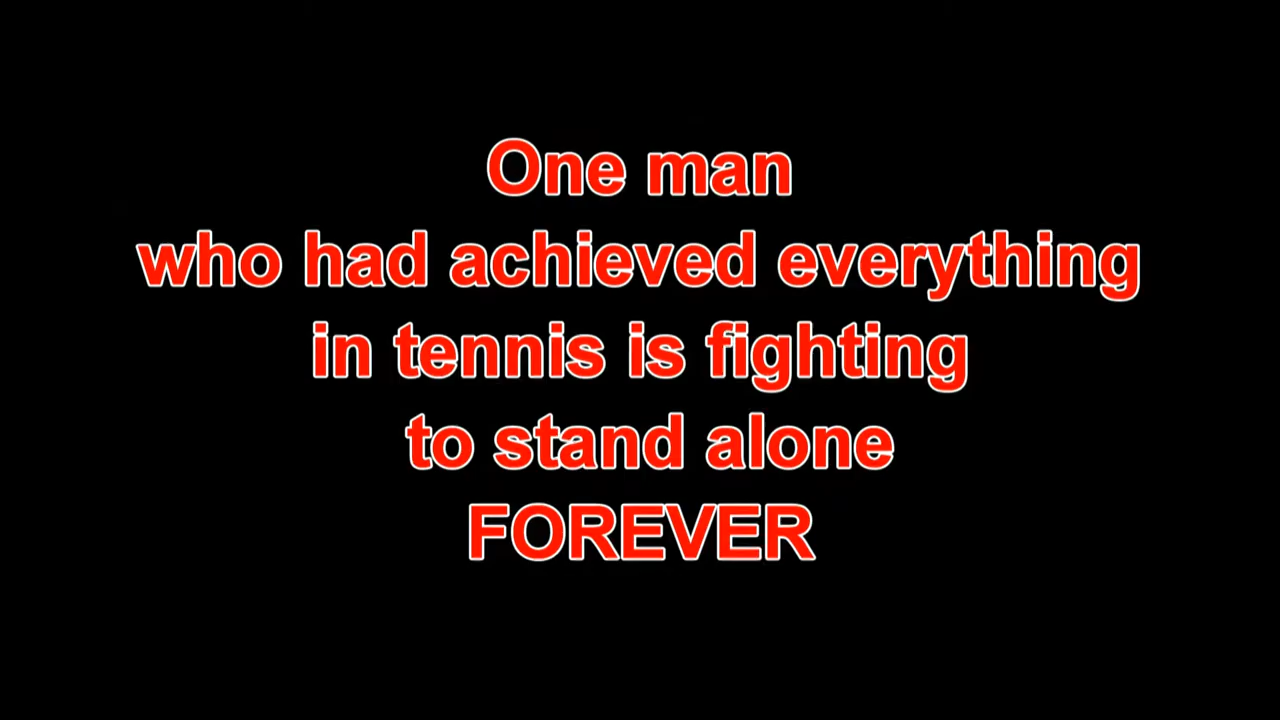 One man
who had achieved everything
in tennis is fighting
to stand alone
FOREVER